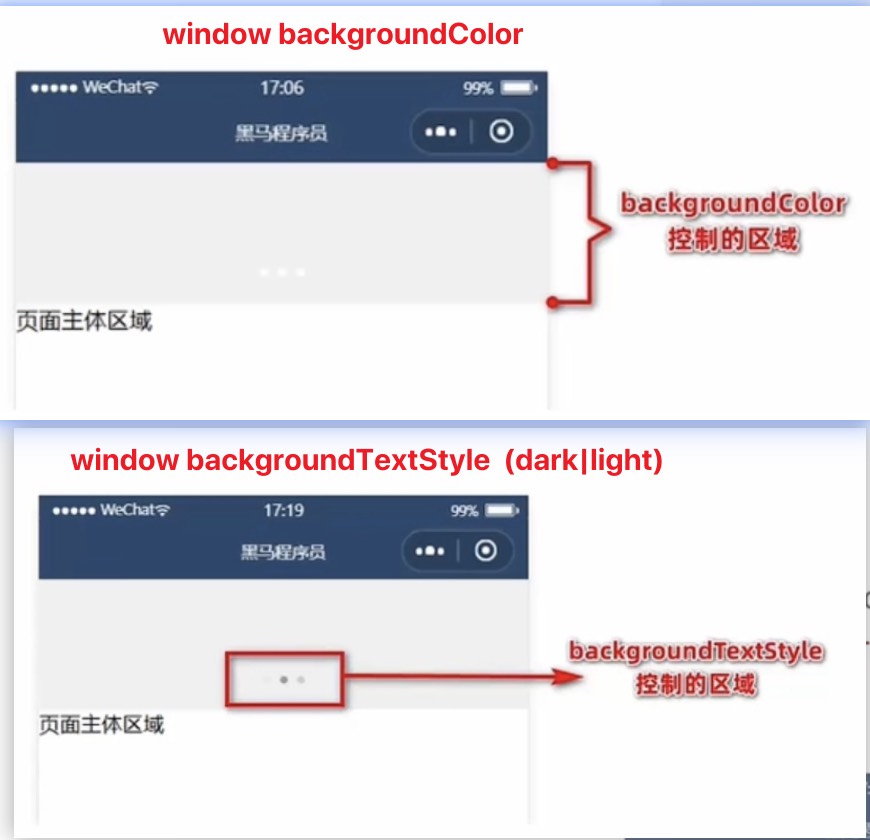 window backgroundColor
WeChat 17:06 99%
黑马程序员
backgroundColor
控制的区域
页面主体区域
window backgroundTextStyle (dark|light)
WeChat 17:19 99%
黑马程序员
backgroundTextStyle
控制的区域
页面主体区域